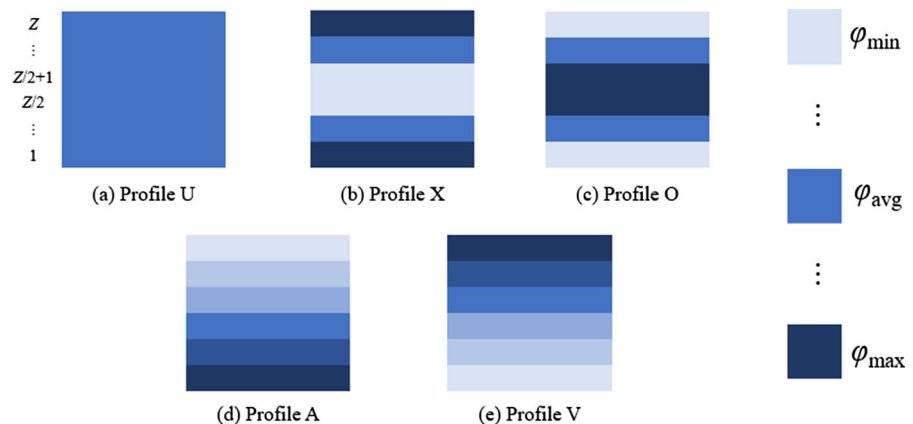 Z
⋮
Z/2+1
Z/2
⋮
1
(a) Profile U
(b) Profile X
(c) Profile O
φmin
⋮
φavg
⋮
φmax
(d) Profile A
(e) Profile V